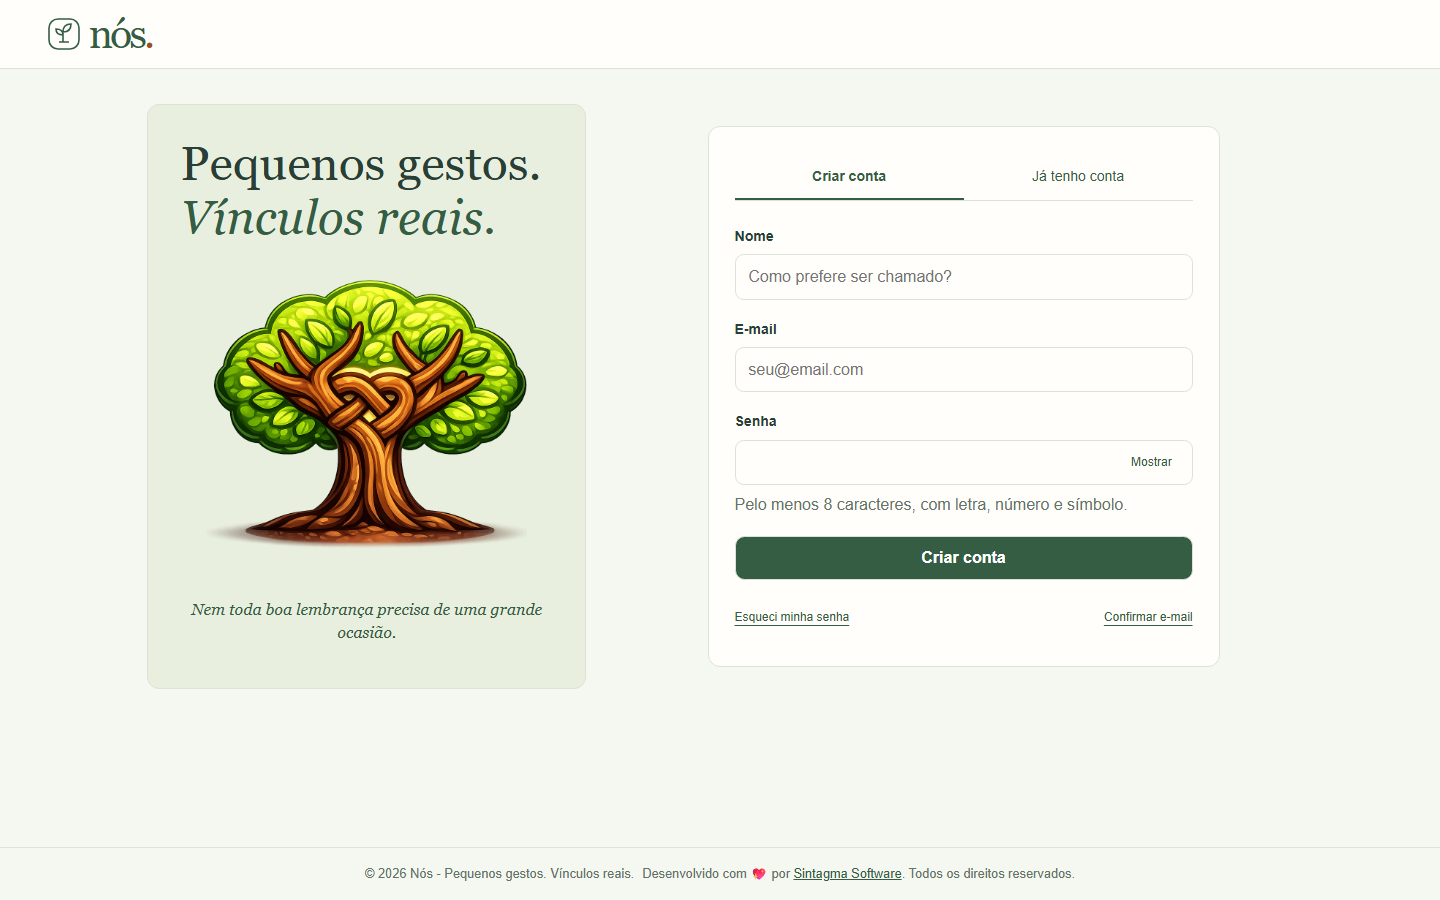 nós.
Pequenos gestos.
Vínculos reais.
Nem toda boa lembrança precisa de uma grande
ocasião.
Criar conta
Já tenho conta
Nome
Como prefere ser chamado?
E-mail
seu@email.com
Senha
Mostrar
Pelo menos 8 caracteres, com letra, número e símbolo.
Criar conta
Esqueci minha senha
Confirmar e-mail
© 2026 Nós - Pequenos gestos. Vínculos reais. Desenvolvido com 💖 por Sintagma Software. Todos os direitos reservados.